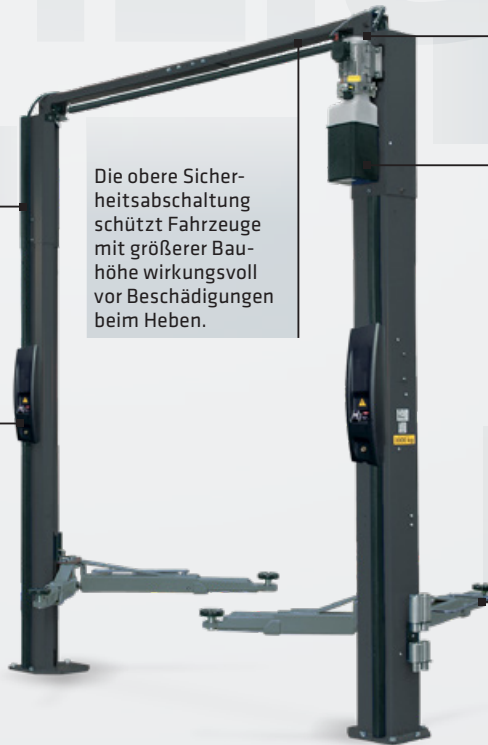 Die obere Sicher-
heitsabschaltung
schützt Fahrzeuge
mit größerer Bau-
höhe wirkungsvoll
vor Beschädigungen
beim Heben.